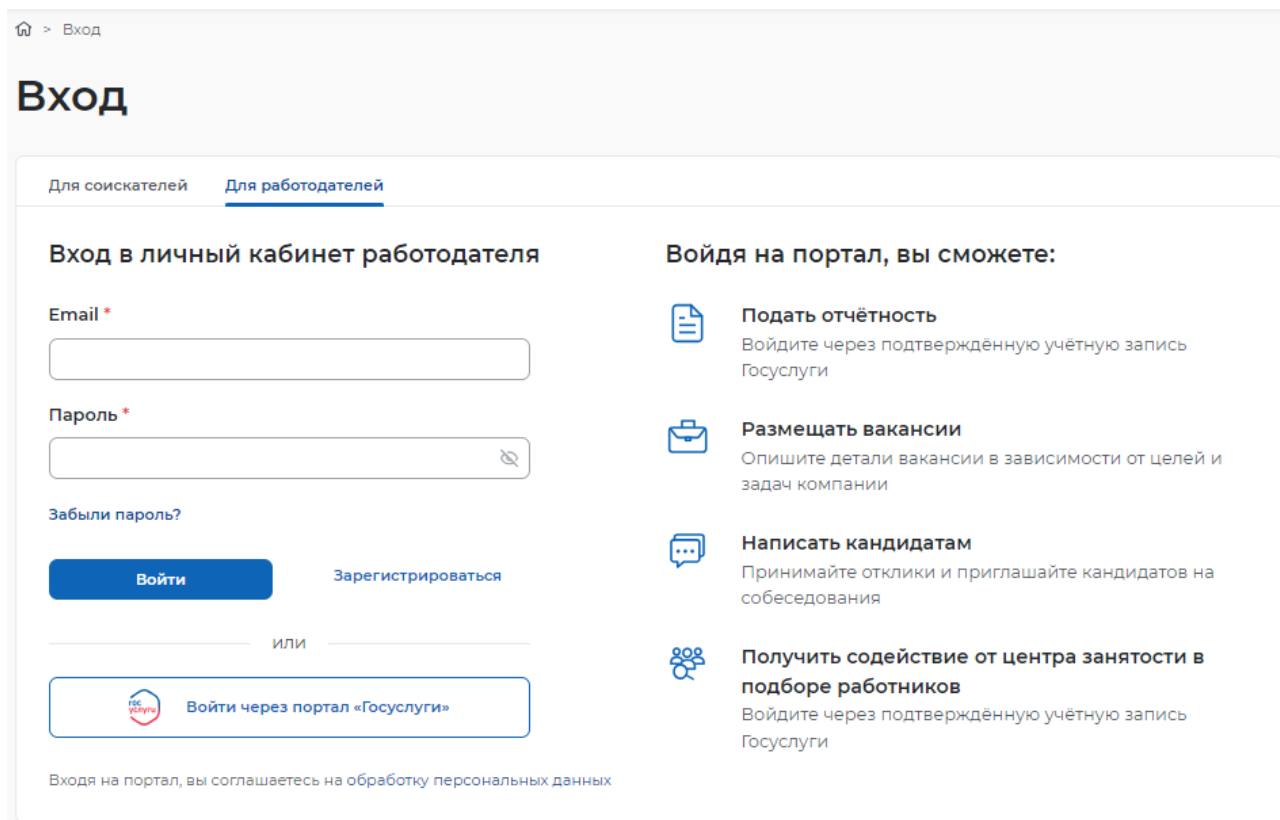 > Вход
Вход
Для соискателей Для работодателей
Вход в личный кабинет работодателя
Email *
Пароль *
Забыли пароль?
Войти Зарегистрироваться
или
гос
услуги
Войти через портал «Госуслуги»
Входя на портал, вы соглашаетесь на обработку персональных данных
Войдя на портал, вы сможете:
Подать отчётность
Войдите через подтверждённую учётную запись
Госуслуги
Размещать вакансии
Опишите детали вакансии в зависимости от целей и
задач компании
Написать кандидатам
Принимайте отклики и приглашайте кандидатов на
собеседования
Получить содействие от центра занятости в
подборе работников
Войдите через подтверждённую учётную запись
Госуслуги